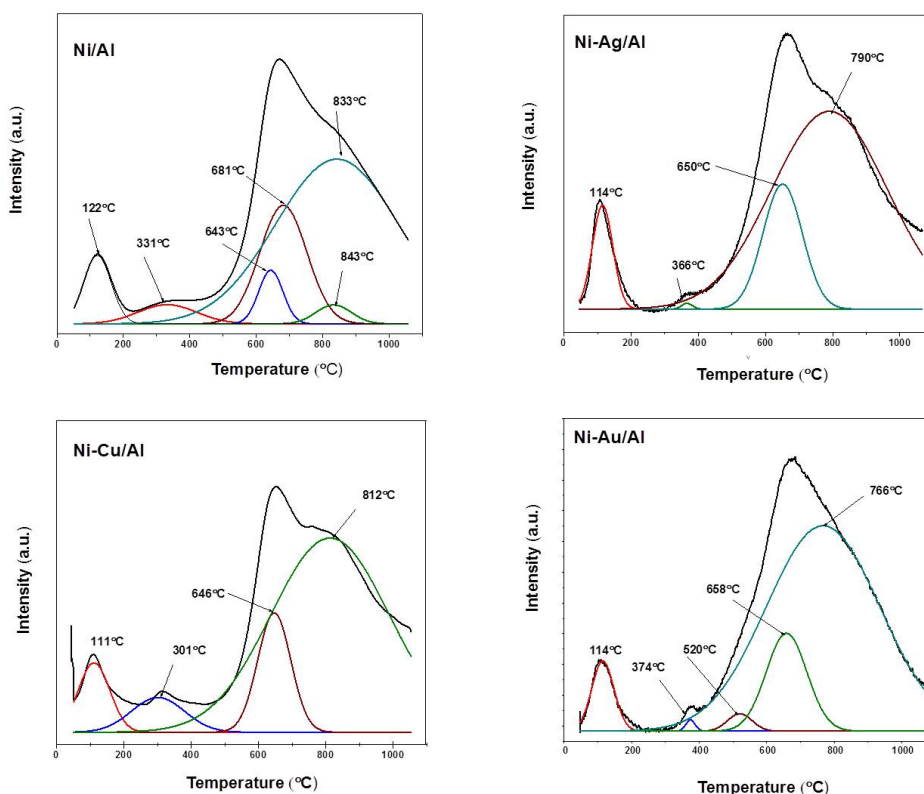 Ni/Al
Intensity (a.u.)
122°C
331°C
643°C
681°C
833°C
843°C
0 200 400 600 800 1000
Temperature (°C)
Ni-Ag/Al
Intensity (a.u.)
114°C
366°C
650°C
790°C
0 200 400 600 800 1000
Temperature (°C)
v
Ni-Cu/Al
Intensity (a.u.)
111°C
301°C
646°C
812°C
0 200 400 600 800 1000
Temperature (°C)
Ni-Au/Al
Intensity (a.u.)
114°C
374°C
520°C
658°C
766°C
0 200 400 600 800 1000
Temperature (°C)